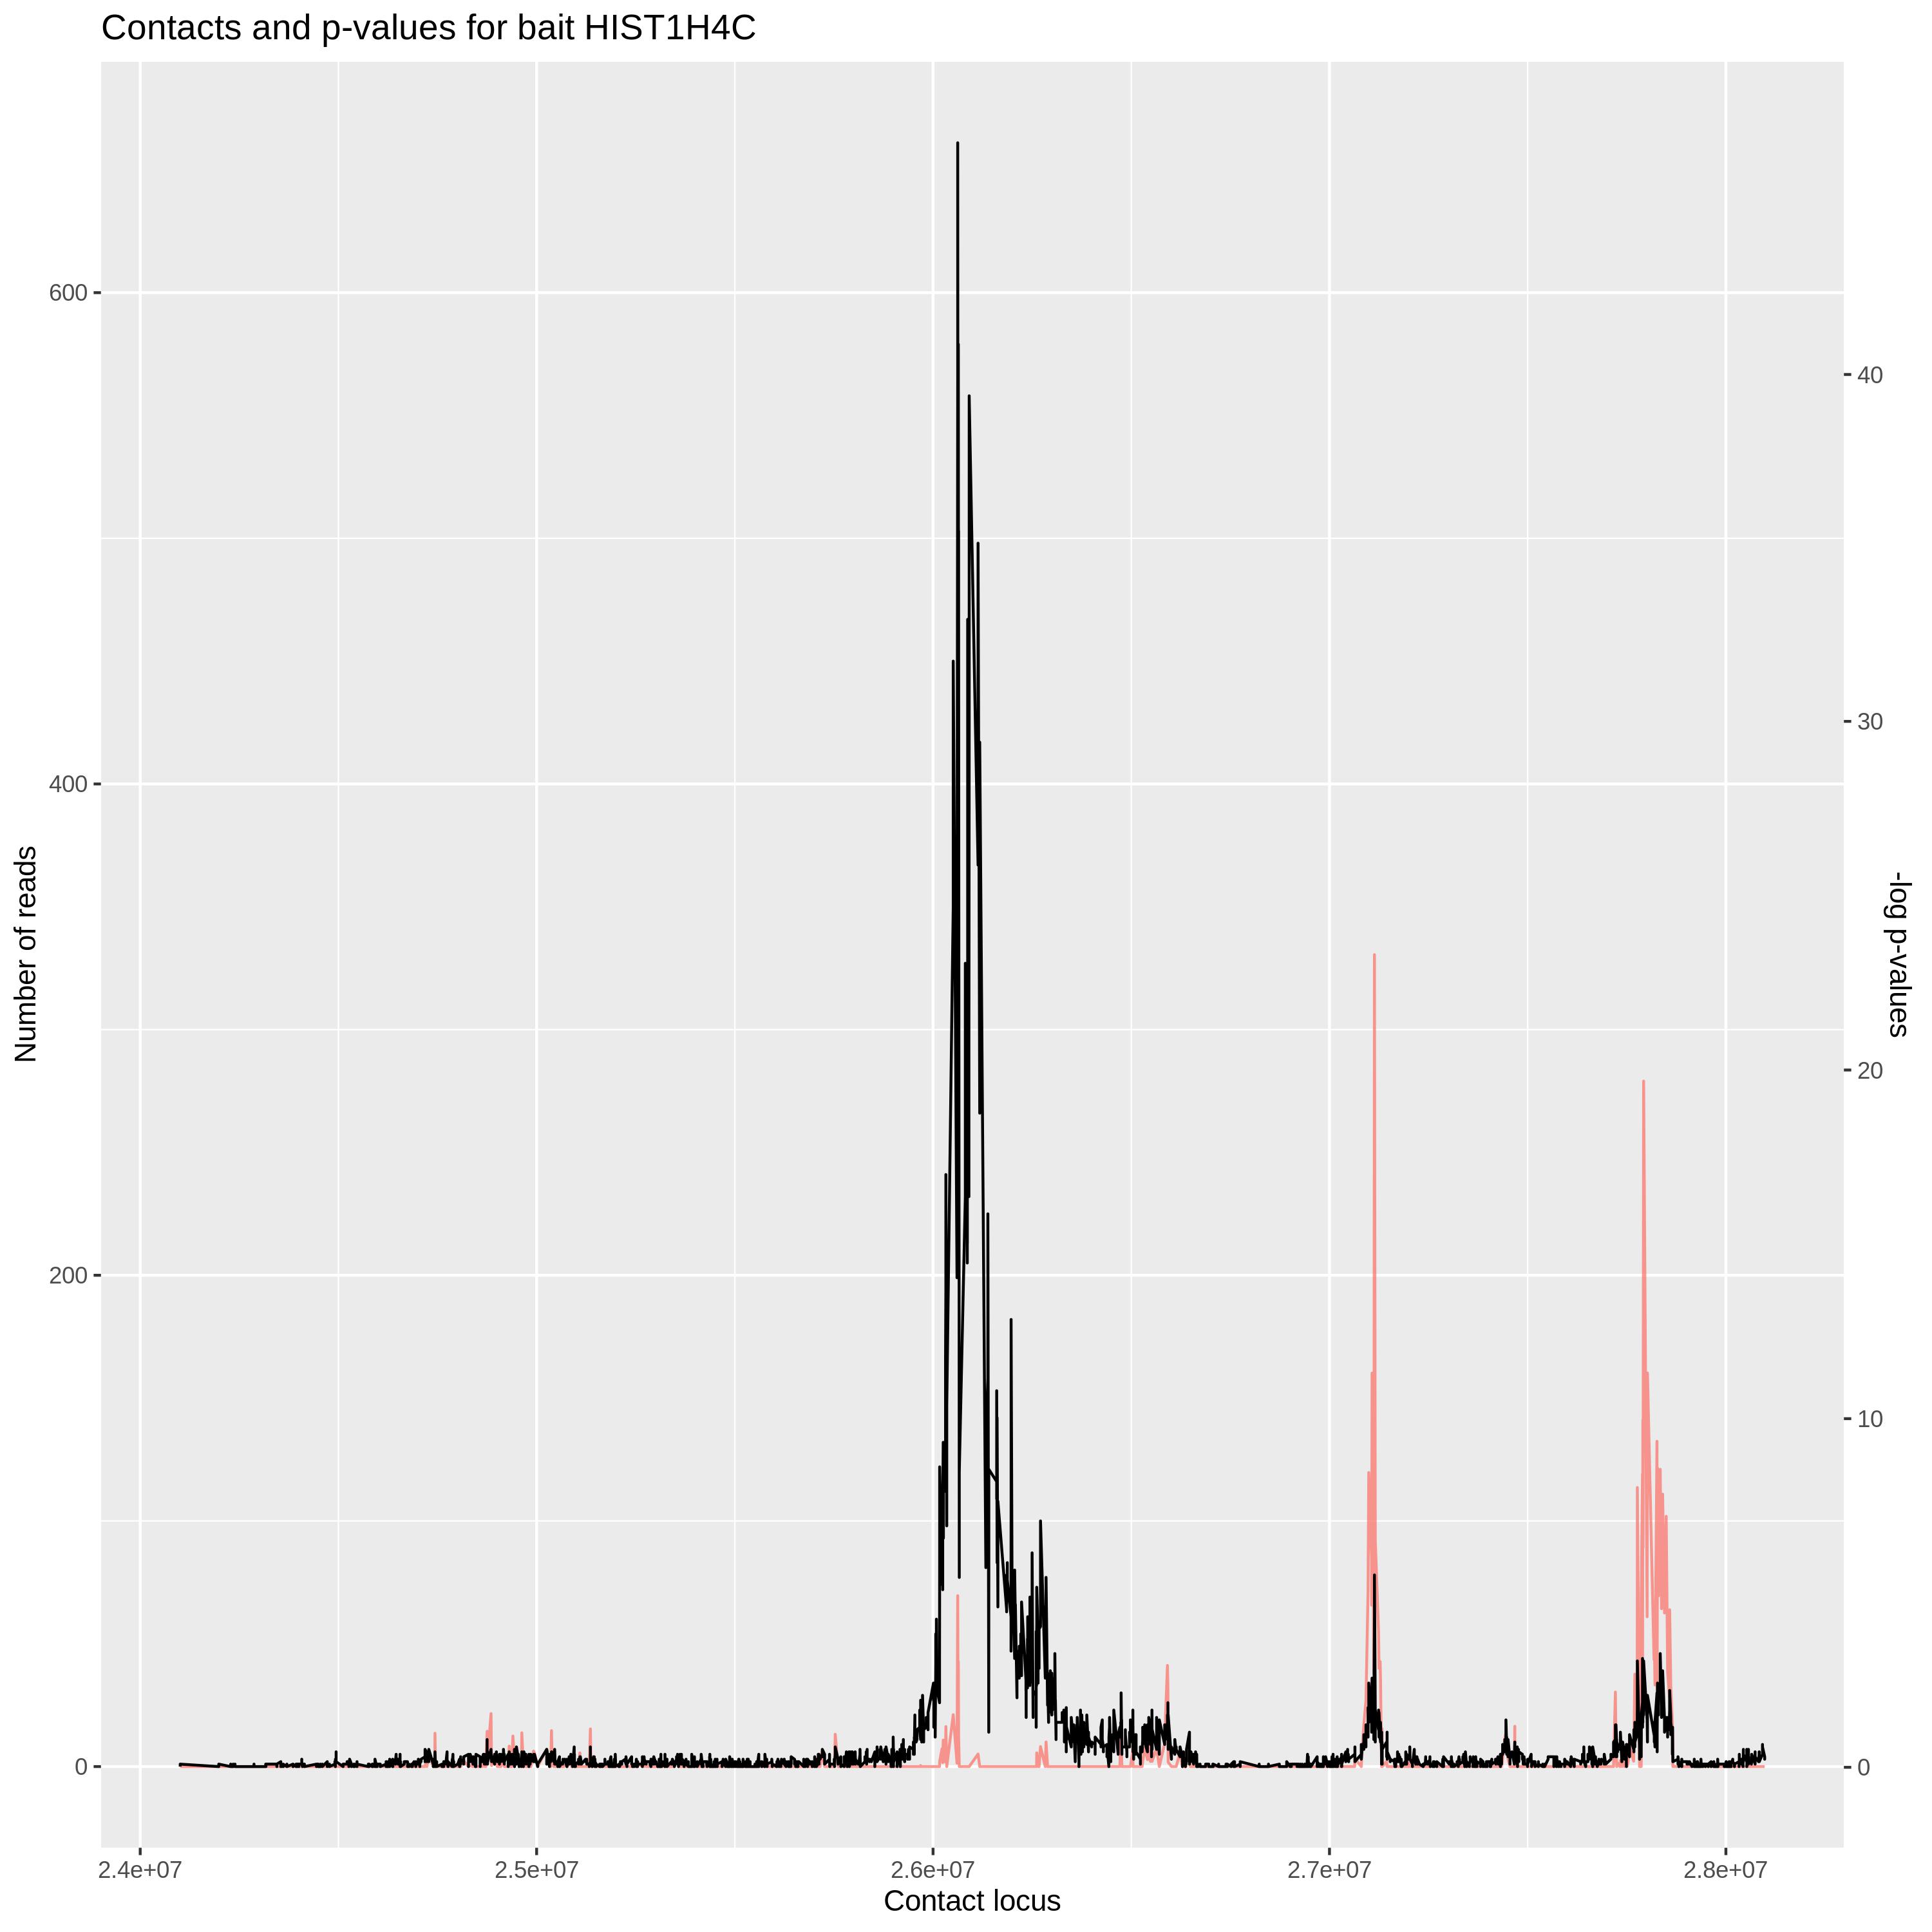 Contacts and p-values for bait HIST1H4C
600
400
200
0
Number of reads
40
30
20
10
0
-log p-values
2.4e+07
2.5e+07
2.6e+07
2.7e+07
2.8e+07
Contact locus